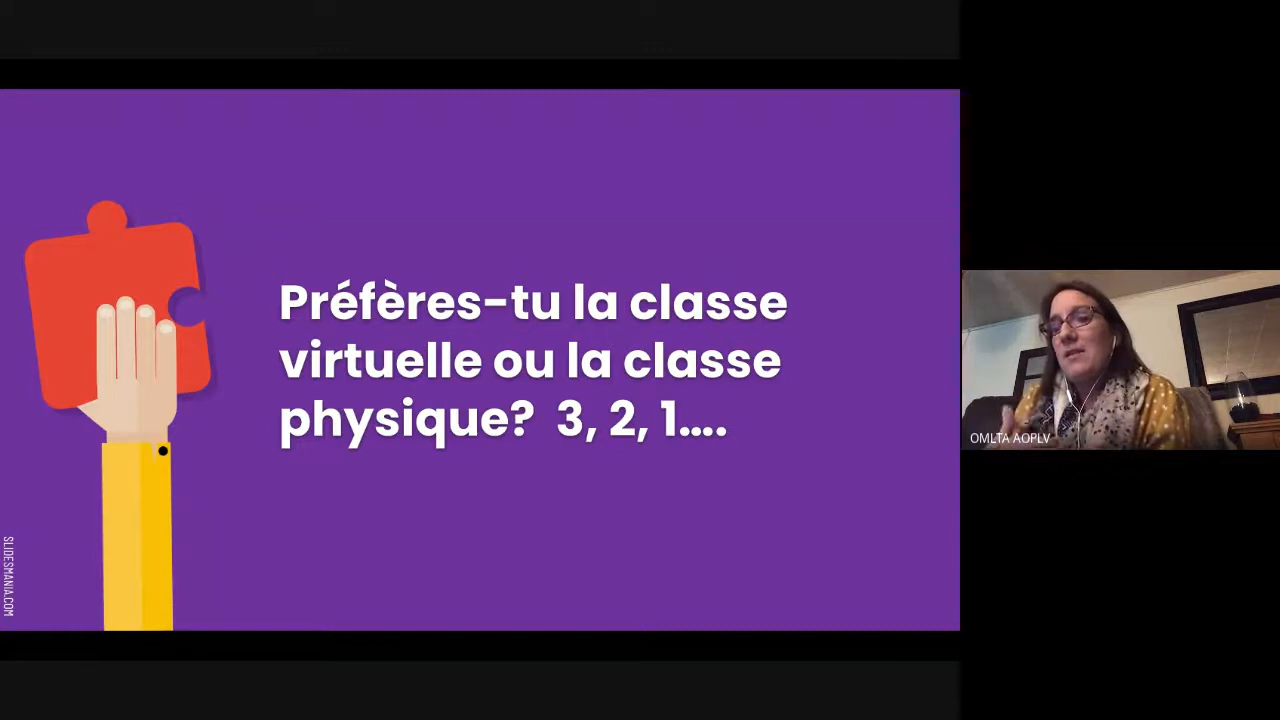 Préfères-tu la classe
virtuelle ou la classe
physique?  3, 2, 1....
SLIDESMANIA.COM
OMLTA AOPLV